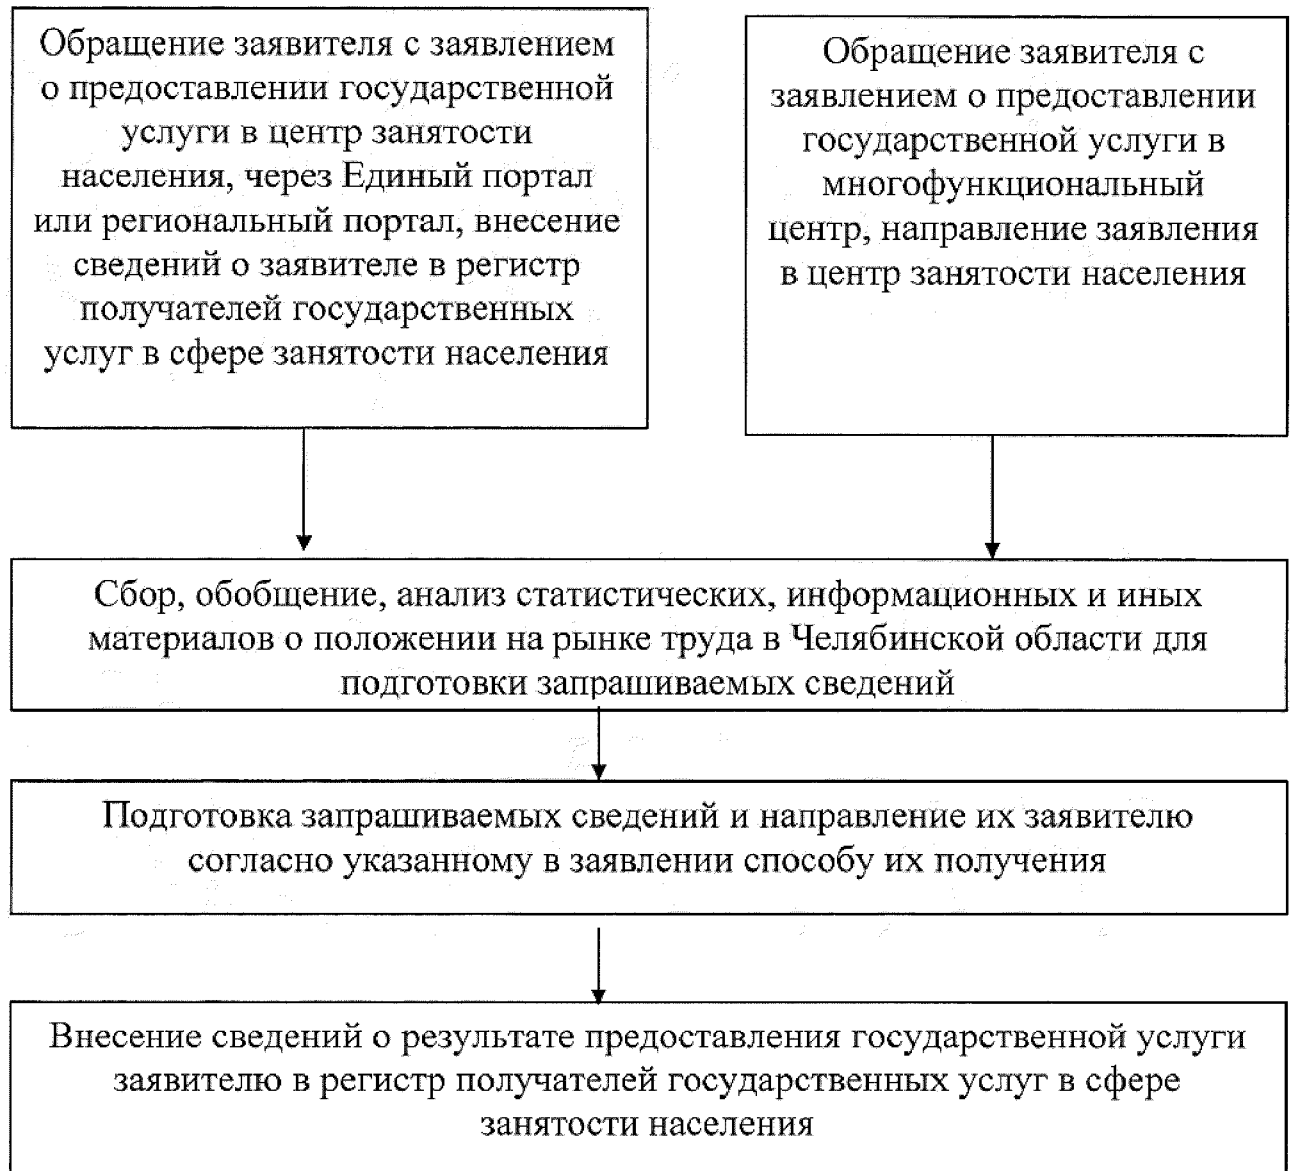 Обращение заявителя с заявлением
о предоставлении государственной
услуги в центр занятости
населения, через Единый портал
или региональный портал, внесение
сведений о заявителе в регистр
получателей государственных
услуг в сфере занятости населения
Обращение заявителя с
заявлением о предоставлении
государственной услуги в
многофункциональный
центр, направление заявления
в центр занятости населения
Сбор, обобщение, анализ статистических, информационных и иных
материалов о положении на рынке труда в Челябинской области для
подготовки запрашиваемых сведений
Подготовка запрашиваемых сведений и направление их заявителю
согласно указанному в заявлении способу их получения
Внесение сведений о результате предоставления государственной услуги
заявителю в регистр получателей государственных услуг в сфере
занятости населения